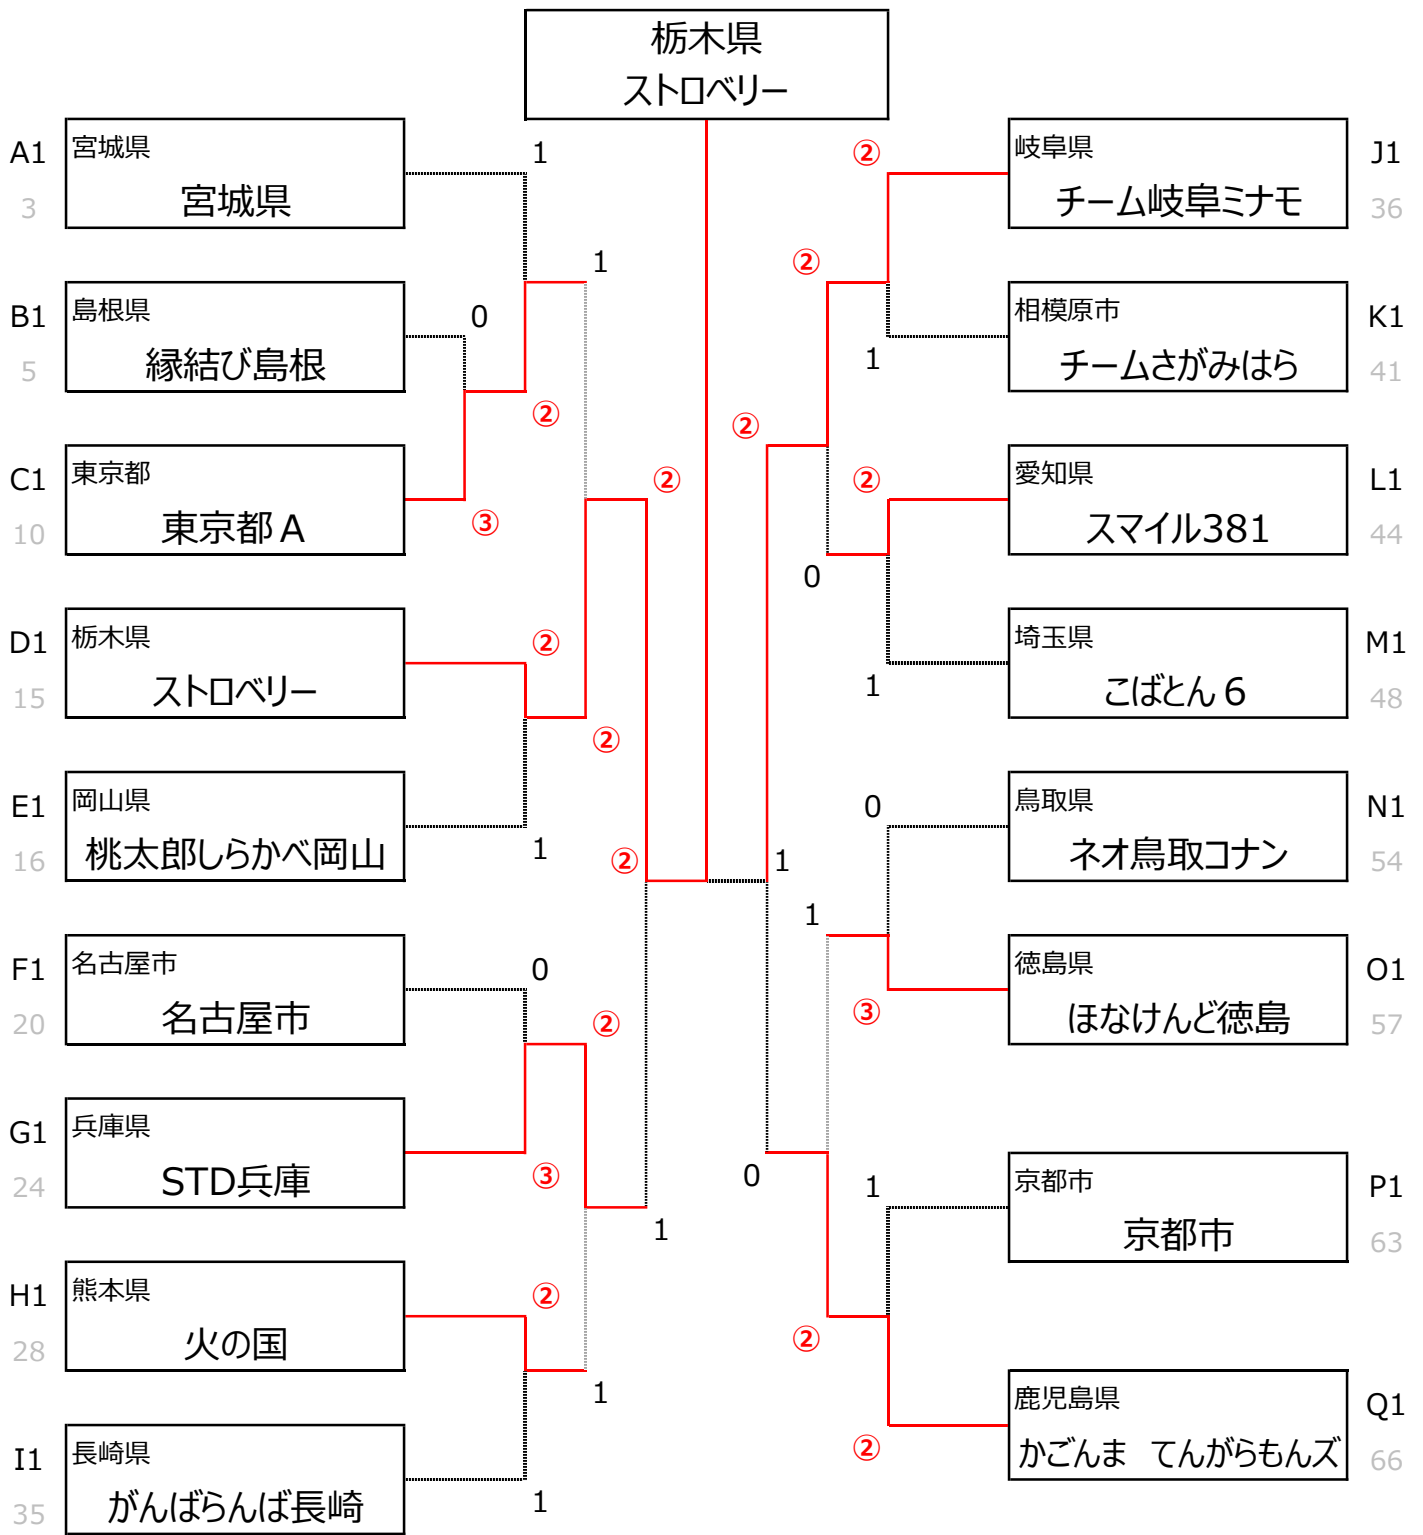 栃木県
ストロベリー
A1
3
宮城県
宮城県
1
B1
5
島根県
縁結び島根
0
1
②
C1
10
東京都
東京都A
③
②
D1
15
栃木県
ストロベリー
②
②
E1
16
岡山県
桃太郎しらかべ岡山
1
②
F1
20
名古屋市
名古屋市
0
②
G1
24
兵庫県
STD兵庫
③
1
H1
28
熊本県
火の国
②
1
I1
35
長崎県
がんばらんば長崎
1
②
岐阜県
チーム岐阜ミナモ
J1
36
②
1
相模原市
チームさがみはら
K1
41
②
②
愛知県
スマイル381
L1
44
0
1
埼玉県
こばとん6
M1
48
0
鳥取県
ネオ鳥取コナン
N1
54
1
1
③
徳島県
ほなけんど徳島
O1
57
0
1
京都市
京都市
P1
63
②
②
鹿児島県
かごんま　てんがらもんズ
Q1
66